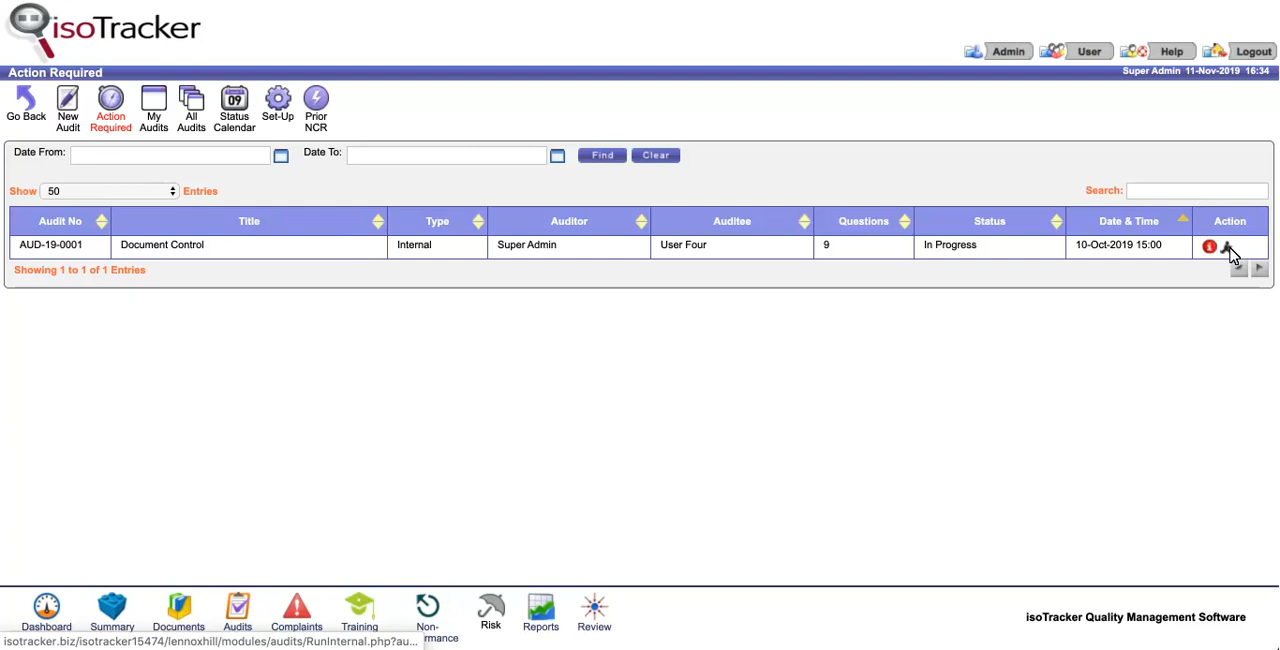 isoTracker
Admin User Help Logout
Action Required Super Admin 11-Nov-2019 16:34
Go Back
New Audit
Action Required
My Audits
All Audits
09
Status Calendar
Set-Up
Prior NCR
Date From: Date To: Find Clear
Show 50 Entries Search:
Audit No Title Type Auditor Auditee Questions Status Date & Time Action
AUD-19-0001 Document Control Internal Super Admin User Four 9 In Progress 10-Oct-2019 15:00
Showing 1 to 1 of 1 Entries
Dashboard Summary Documents Audits Complaints Training Risk Reports Review
isoTracker Quality Management Software
isotracker.biz/isotracker15474/lennoxhill/modules/audits/RunInternal.php?au...